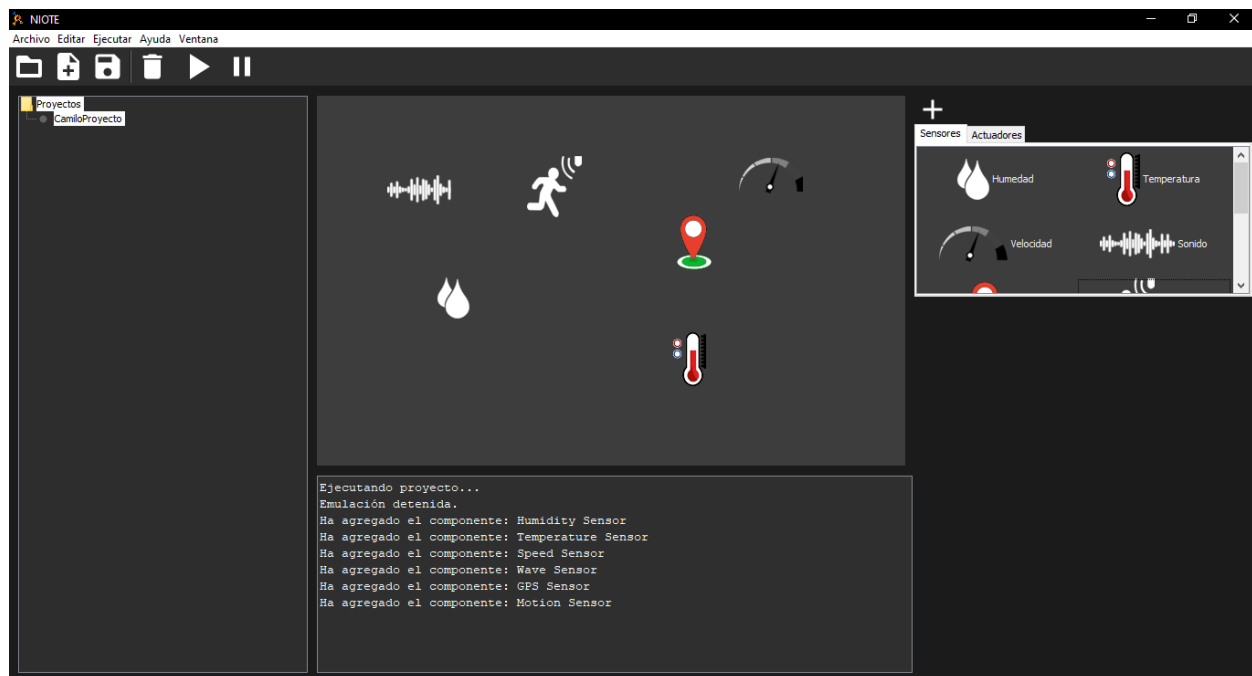 NIOTE
Archivo Editar Ejecutar Ayuda Ventana
Proyectos
CamiloProyecto
Sensores Actuadores
Humedad Temperatura
Velocidad Sonido
Ejecutando proyecto...
Emulación detenida.
Ha agregado el componente: Humidity Sensor
Ha agregado el componente: Temperature Sensor
Ha agregado el componente: Speed Sensor
Ha agregado el componente: Wave Sensor
Ha agregado el componente: GPS Sensor
Ha agregado el componente: Motion Sensor